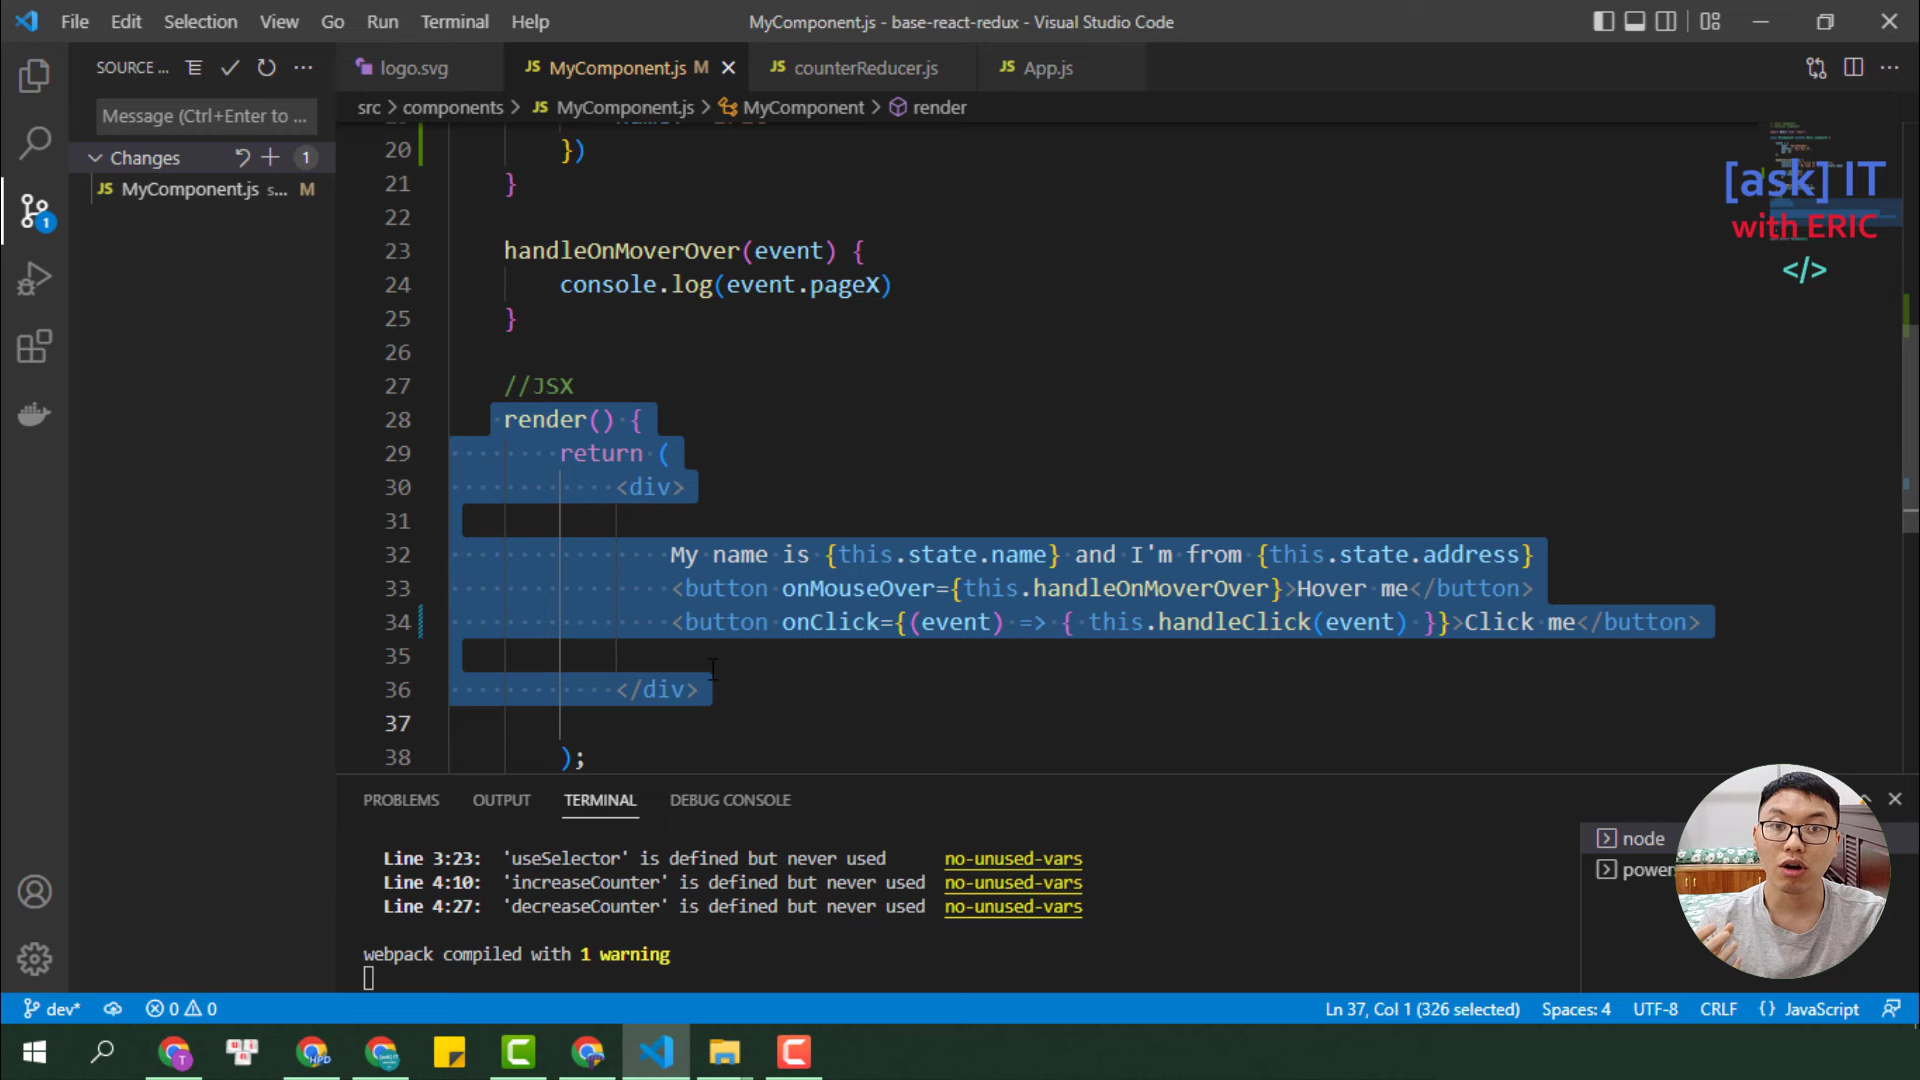 File Edit Selection View Go Run Terminal Help MyComponent.js - base-react-redux - Visual Studio Code
SOURCE ... logo.svg JS MyComponent.js M JS counterReducer.js JS App.js
Message (Ctrl+Enter to ...
src > components > JS MyComponent.js > MyComponent > render
Changes 1
JS MyComponent.js s... M
1
20 })
21 }
22
23 handleOnMoverOver(event) {
24 console.log(event.pageX)
25 }
26
27 //JSX
28 render() {
29 return (
30 <div>
31
32 My name is {this.state.name} and I'm from {this.state.address}
33 <button onMouseOver={this.handleOnMoverOver}>Hover me</button>
34 <button onClick={(event) => { this.handleClick(event) }}>Click me</button>
35
36 </div>
37
38 );
[ask] IT
with ERIC
</>
PROBLEMS OUTPUT TERMINAL DEBUG CONSOLE
Line 3:23: 'useSelector' is defined but never used no-unused-vars
Line 4:10: 'increaseCounter' is defined but never used no-unused-vars
Line 4:27: 'decreaseCounter' is defined but never used no-unused-vars
webpack compiled with 1 warning
node
power
dev* 0 0 Ln 37, Col 1 (326 selected) Spaces: 4 UTF-8 CRLF {} JavaScript